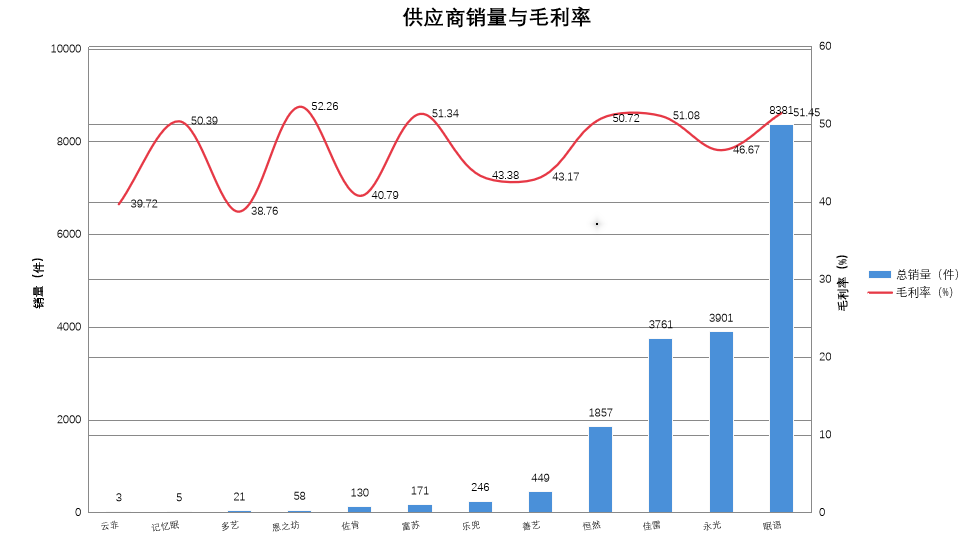 供应商销量与毛利率
10000
8000
6000
4000
2000
0
销量（件）
60
50
40
30
20
10
0
毛利率（%）
39.72
50.39
38.76
52.26
40.79
51.34
43.38
43.17
50.72
51.08
46.67
51.45
3
5
21
58
130
171
246
449
1857
3761
3901
8381
云非
记忆眠
多艺
恩之坊
佐肯
富苏
乐兜
善艺
恒然
佳雷
永光
眠语
总销量（件）
毛利率（%）